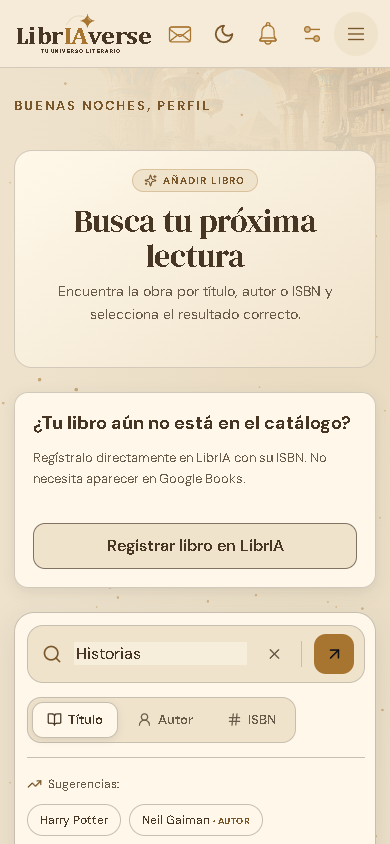 LibrIAverse
TU UNIVERSO LITERARIO
BUENAS NOCHES, PERFIL
AÑADIR LIBRO
Busca tu próxima
lectura
Encuentra la obra por título, autor o ISBN y
selecciona el resultado correcto.
¿Tu libro aún no está en el catálogo?
Regístralo directamente en LibrIA con su ISBN. No
necesita aparecer en Google Books.
Registrar libro en LibrIA
Historias
Título Autor ISBN
Sugerencias:
Harry Potter Neil Gaiman · AUTOR